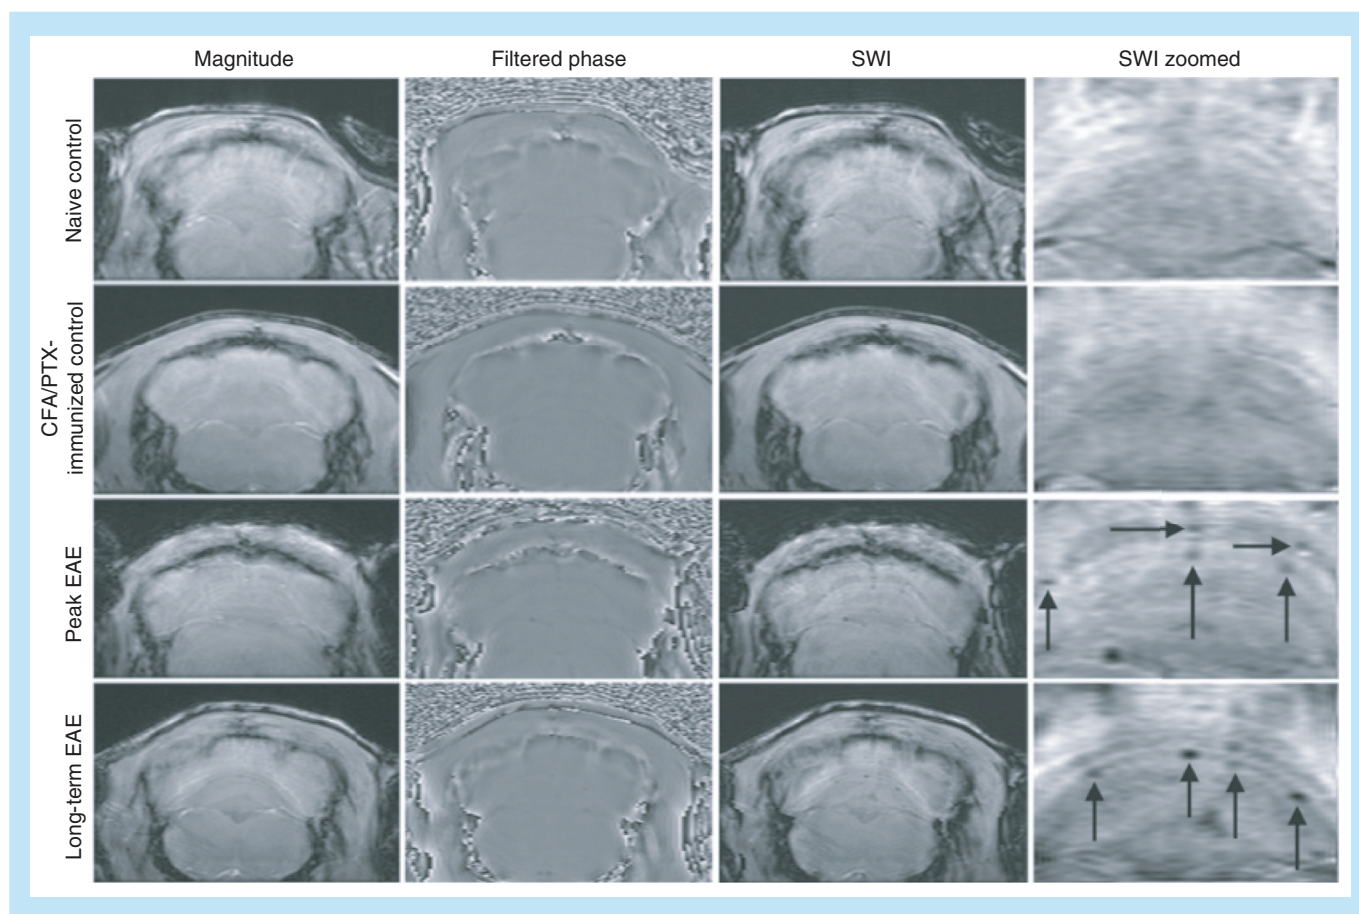 Magnitude
Filtered phase
SWI
SWI zoomed
Naive control
CFA/PTX-
immunized control
Peak EAE
Long-term EAE